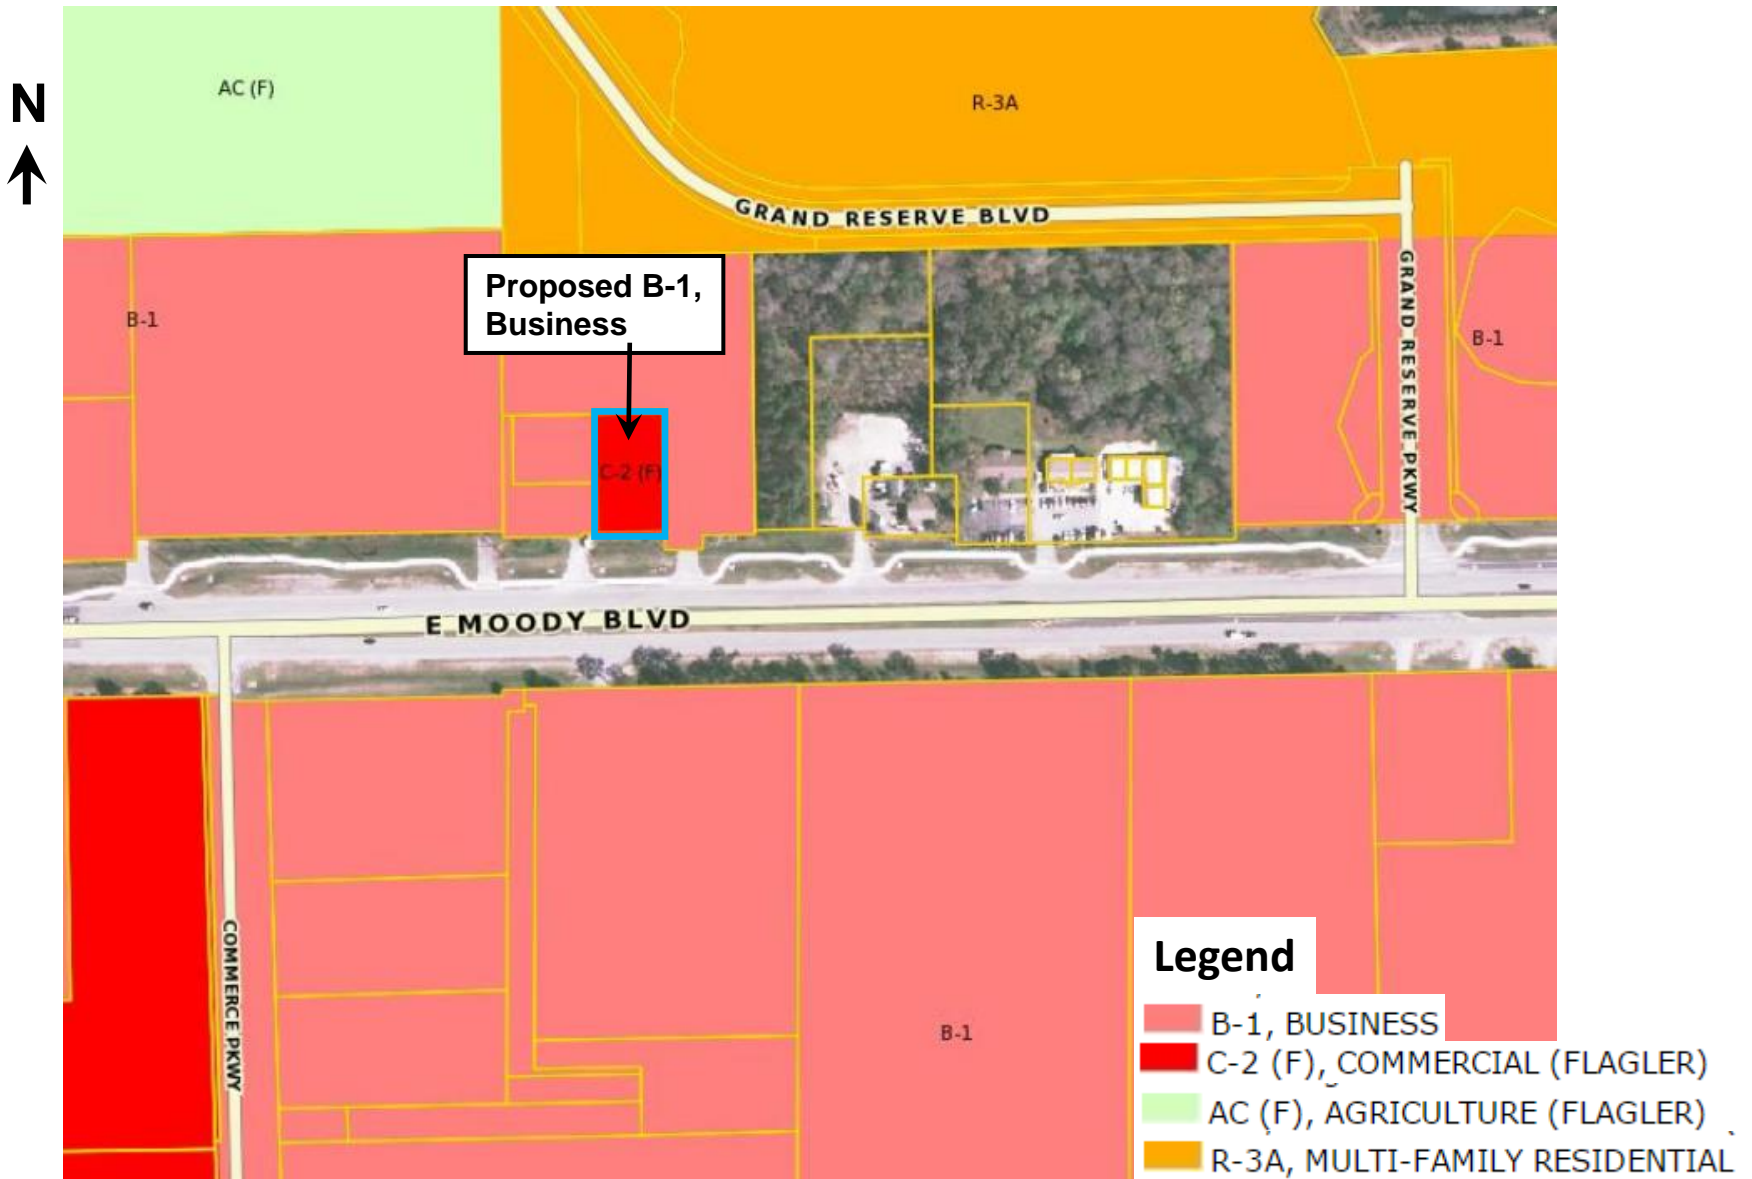 AC (F)
N
R-3A
GRAND RESERVE BLVD
GRAND RESERVE PKWY
Proposed B-1,
Business
B-1
B-1
C-2 (F)
E MOODY BLVD
COMMERCE PKWY
B-1
Legend
B-1, BUSINESS
C-2 (F), COMMERCIAL (FLAGLER)
AC (F), AGRICULTURE (FLAGLER)
R-3A, MULTI-FAMILY RESIDENTIAL